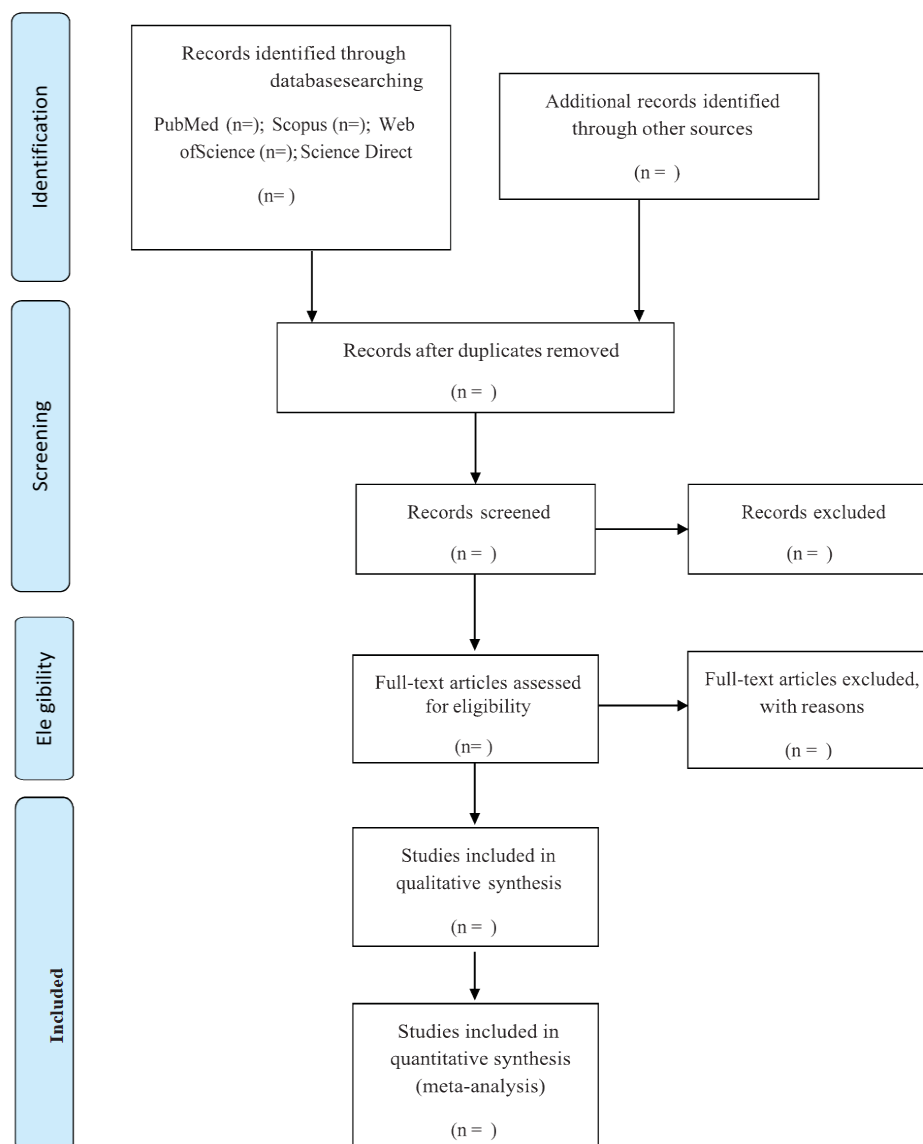 Identification
Records identified through
databasesearching
PubMed (n=); Scopus (n=); Web
ofScience (n=); Science Direct
(n= )
Additional records identified
through other sources
(n = )
Screening
Records after duplicates removed
(n = )
Records screened
(n = )
Records excluded
(n = )
Ele gibility
Full-text articles assessed
for eligibility
(n= )
Full-text articles excluded,
with reasons
(n = )
Included
Studies included in
qualitative synthesis
(n = )
Studies included in
quantitative synthesis
(meta-analysis)
(n = )